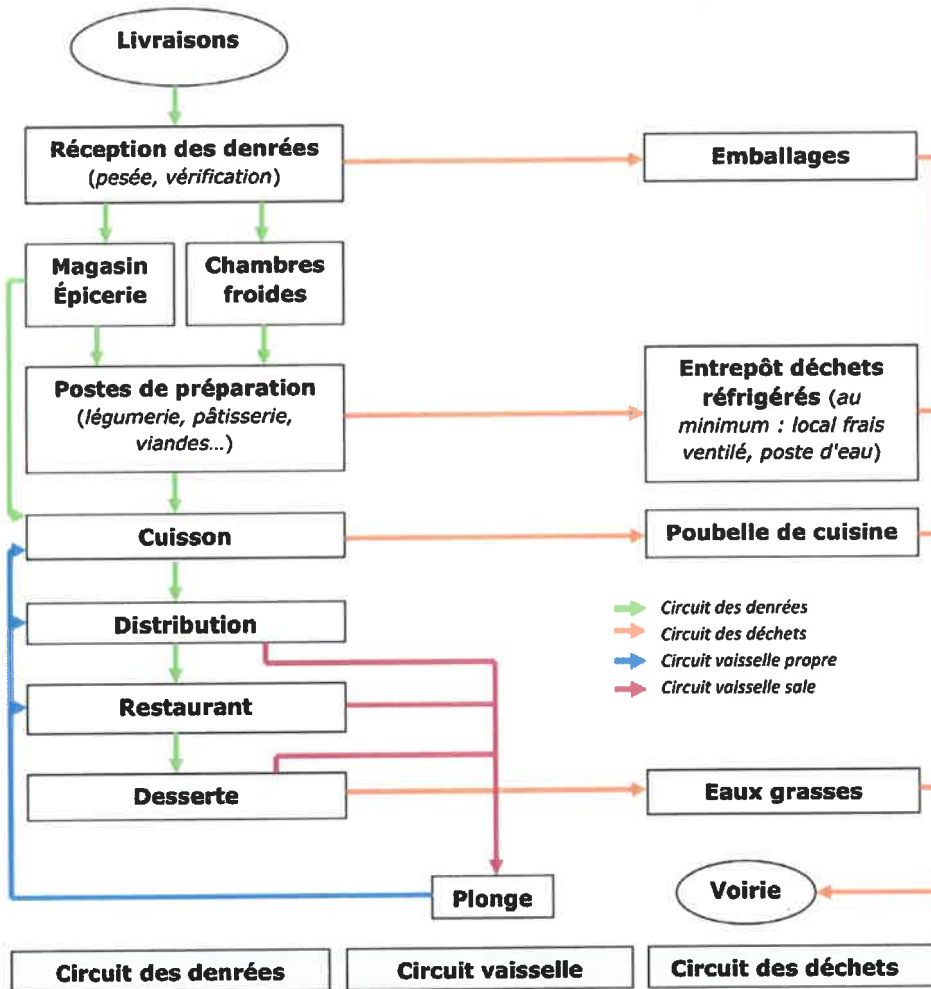 Livraisons
Réception des denrées
(pesée, vérification)
Emballages
Magasin
Épicerie
Chambres
froides
Postes de préparation
(légumerie, pâtisserie,
viandes...)
Entrepôt déchets
réfrigérés (au
minimum : local frais
ventilé, poste d'eau)
Cuisson
Poubelle de cuisine
Distribution
Circuit des denrées
Circuit des déchets
Circuit vaisselle propre
Circuit vaisselle sale
Restaurant
Desserte
Eaux grasses
Plonge
Voirie
Circuit des denrées
Circuit vaisselle
Circuit des déchets